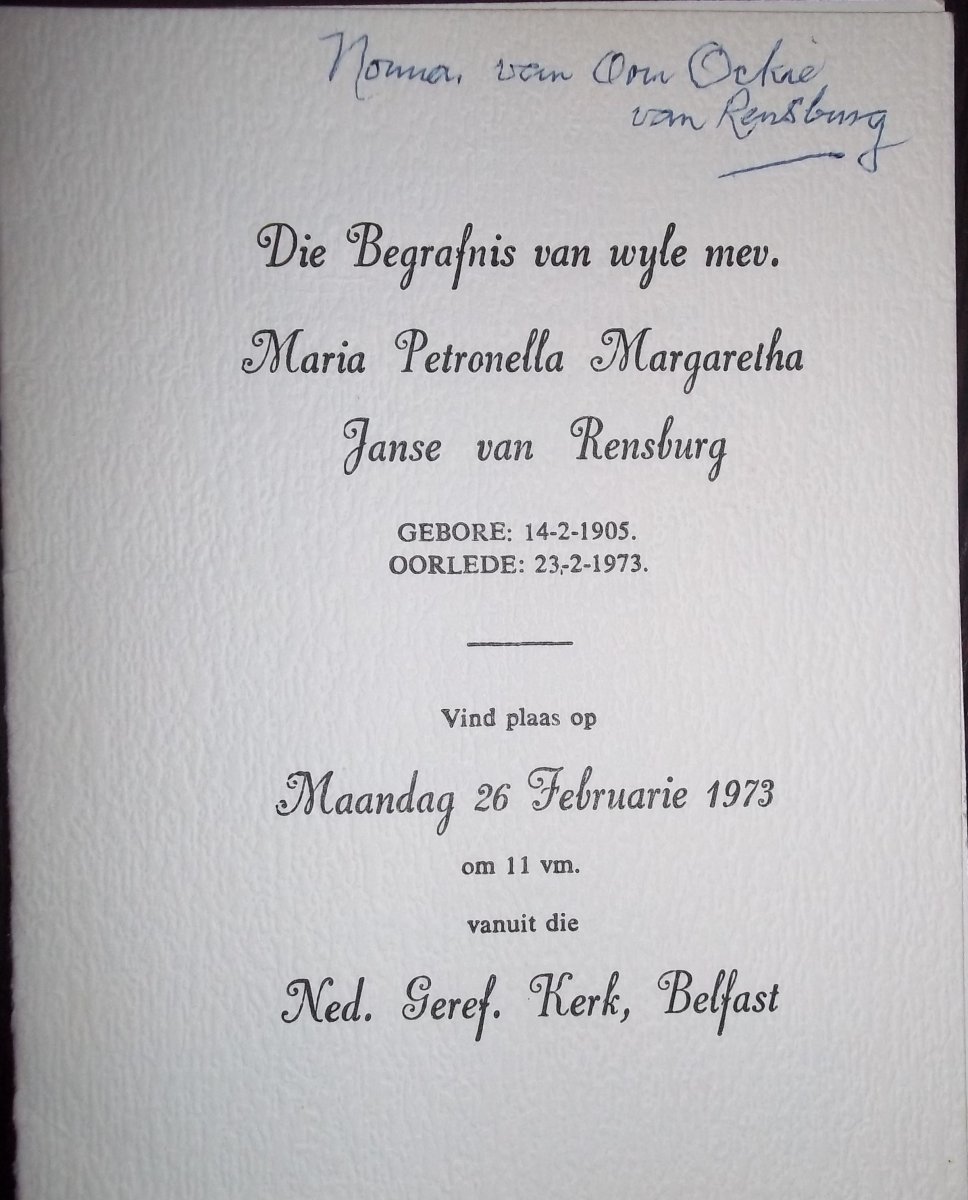 Nouna. van Oom Ockie
van Rensburg
Die Begrafnis van wyle mev.
Maria Petronella Margaretha
Janse van Rensburg
GEBORE: 14-2-1905.
OORLEDE: 23,-2-1973.
Vind plaas op
Maandag 26 Februarie 1973
om 11 vm.
vanuit die
Ned. Geref. Kerk, Belfast